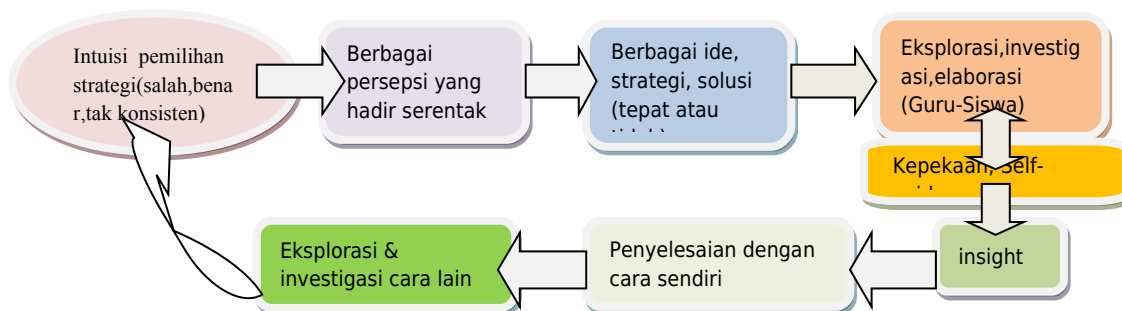 Intuisi pemilihan
strategi(salah,bena
r,tak konsisten)
Berbagai
persepsi yang
hadir serentak
Berbagai ide,
strategi, solusi
(tepat atau
Eksplorasi,investig
asi,elaborasi
(Guru-Siswa)
Kepekaan, Self-
insight
Penyelesaian dengan
cara sendiri
Eksplorasi &
investigasi cara lain